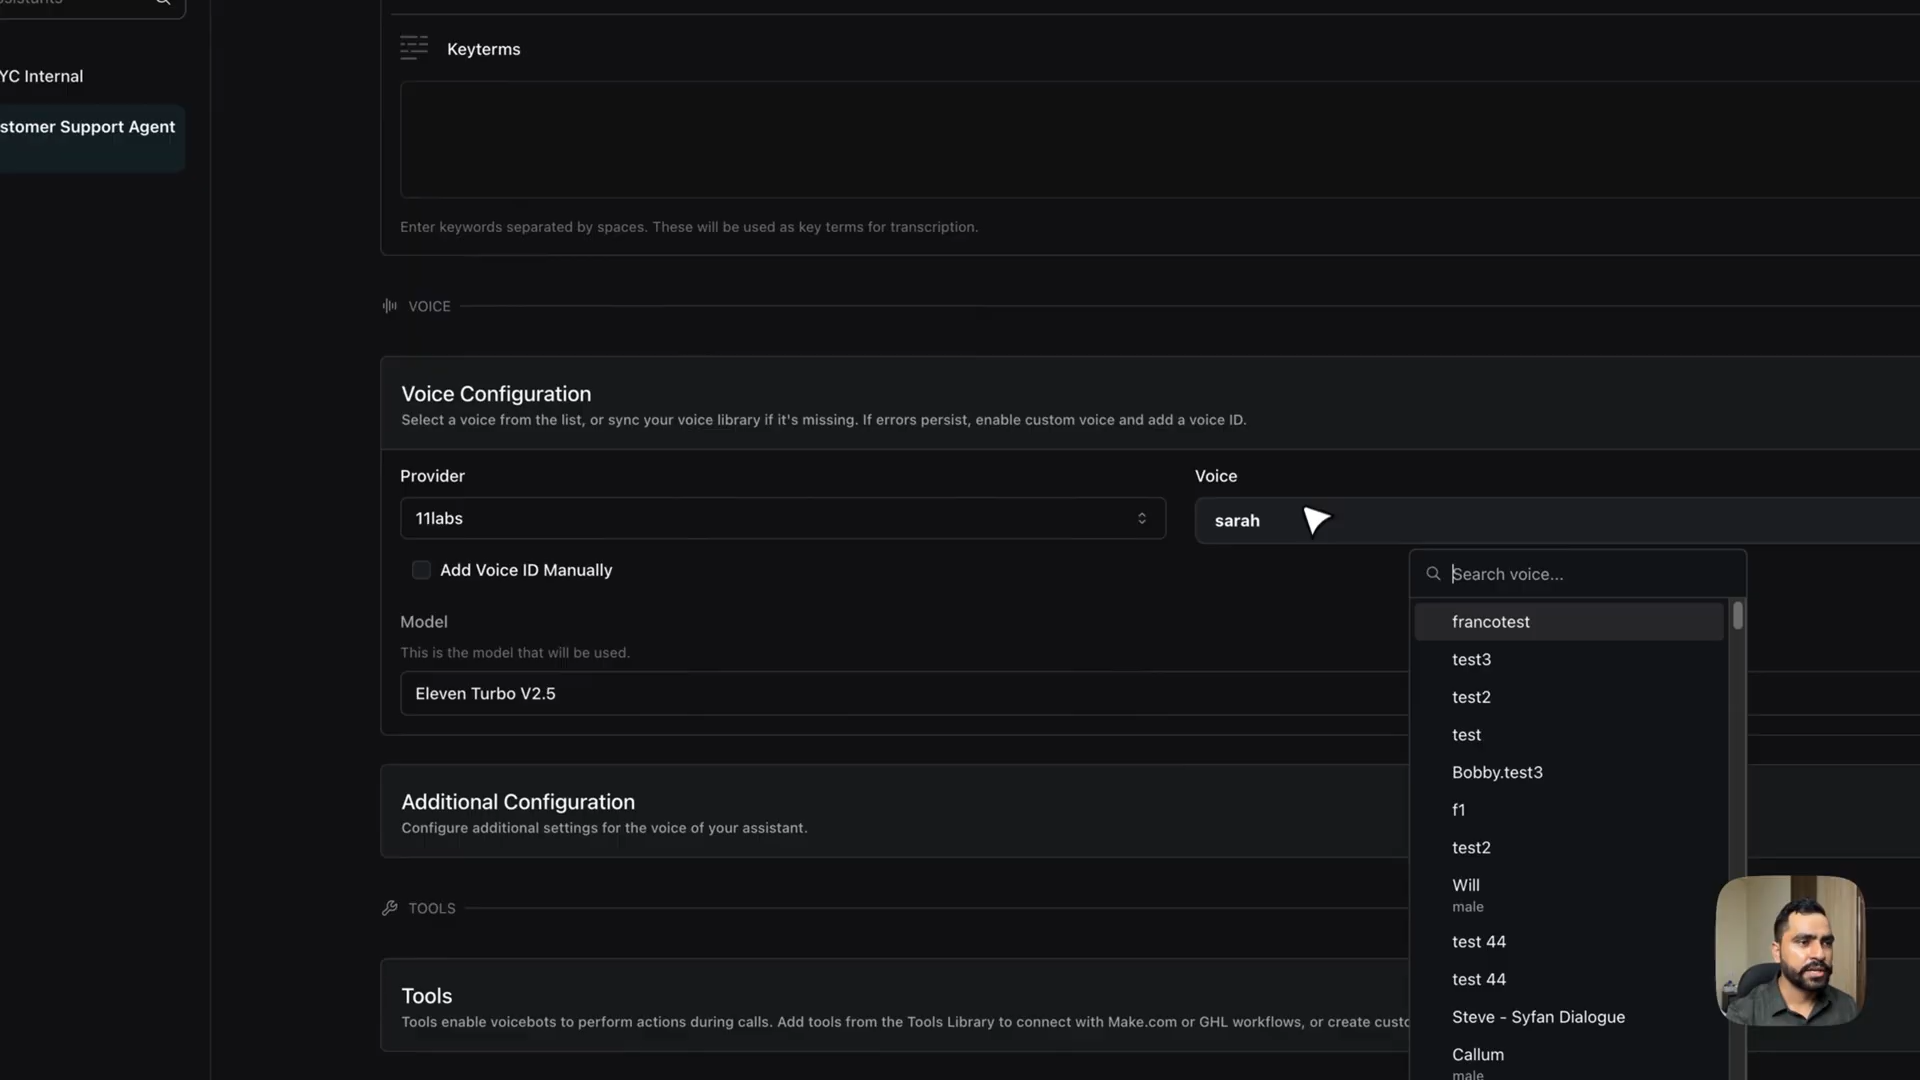 Keyterms
YC Internal
stomer Support Agent
Enter keywords separated by spaces. These will be used as key terms for transcription.
VOICE
Voice Configuration
Select a voice from the list, or sync your voice library if it's missing. If errors persist, enable custom voice and add a voice ID.
Provider
11labs
Add Voice ID Manually
Model
This is the model that will be used.
Eleven Turbo V2.5
Voice
sarah
Search voice...
francotest
test3
test2
test
Bobby.test3
f1
test2
Will
male
test 44
test 44
Steve - Syfan Dialogue
Callum
male
Additional Configuration
Configure additional settings for the voice of your assistant.
TOOLS
Tools
Tools enable voicebots to perform actions during calls. Add tools from the Tools Library to connect with Make.com or GHL workflows, or create custo